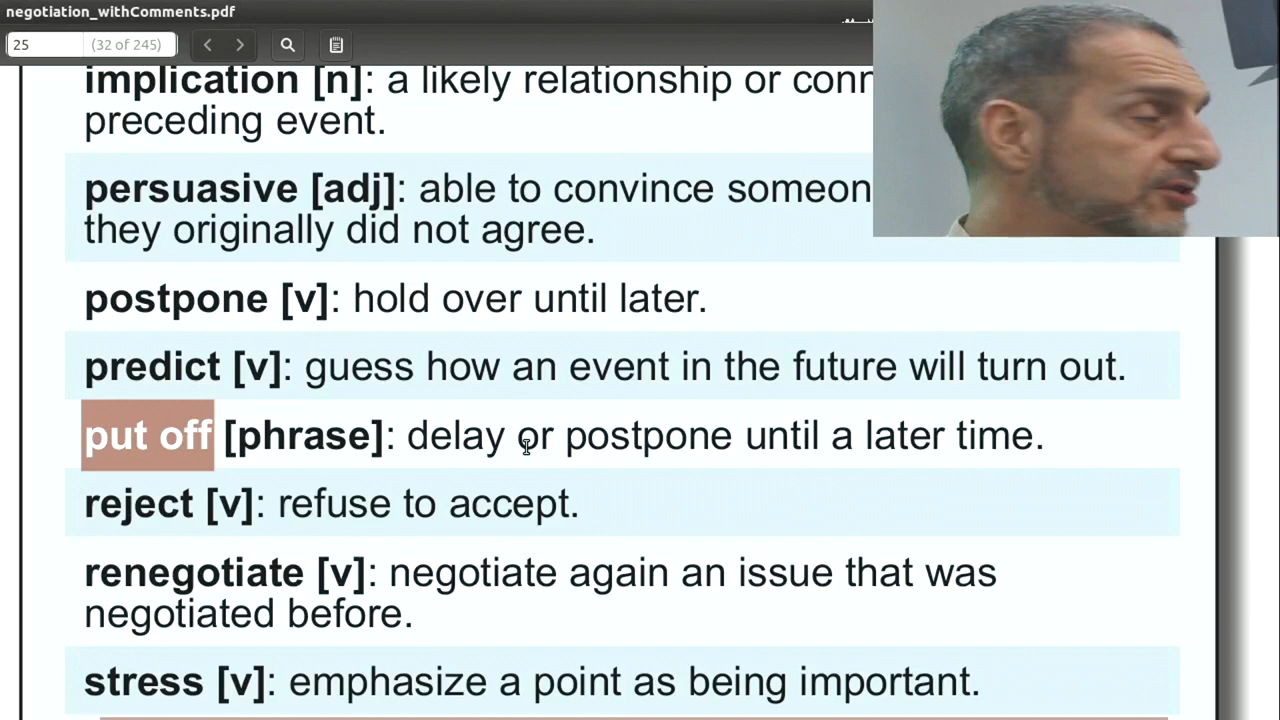 negotiation_withComments.pdf
25 (32 of 245)
implication [n]: a likely relationship or conn
preceding event.
persuasive [adj]: able to convince someon
they originally did not agree.
postpone [v]: hold over until later.
predict [v]: guess how an event in the future will turn out.
put off [phrase]: delay or postpone until a later time.
reject [v]: refuse to accept.
renegotiate [v]: negotiate again an issue that was
negotiated before.
stress [v]: emphasize a point as being important.